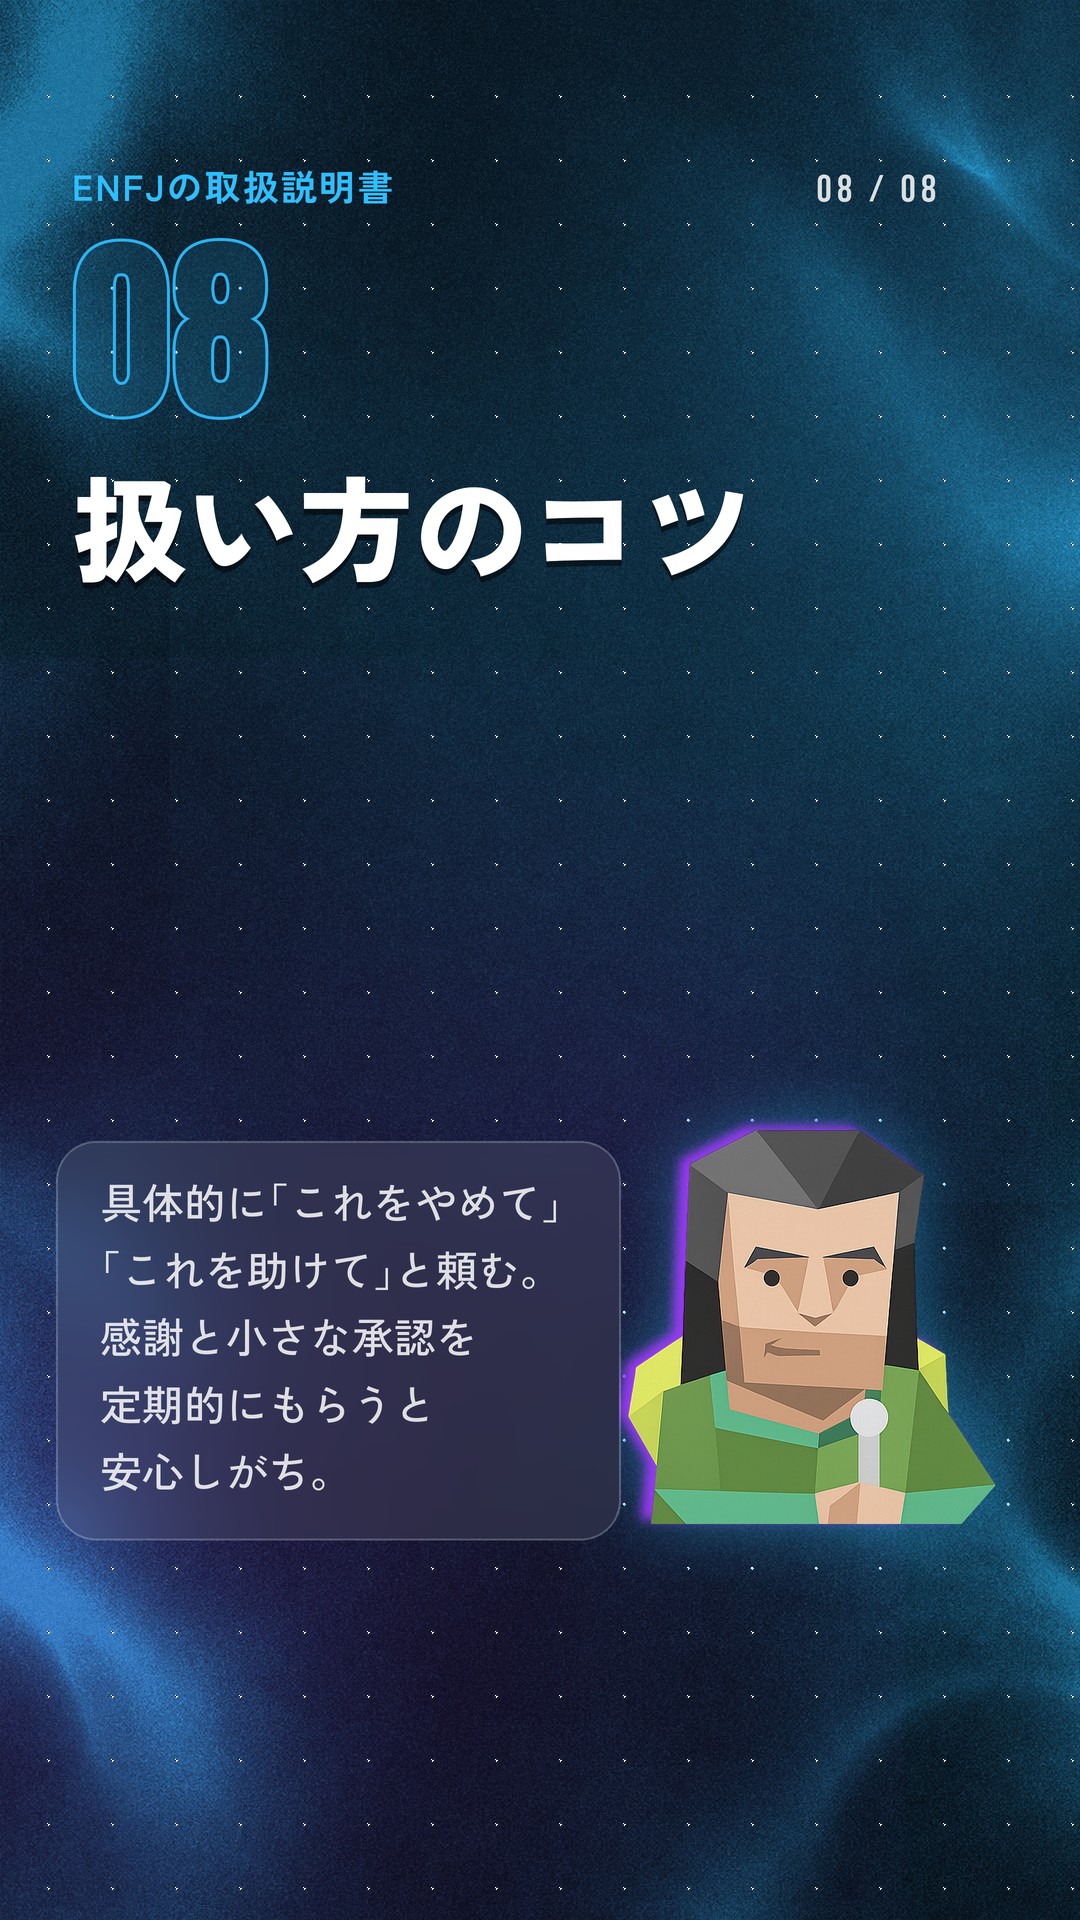 ENFJの取扱説明書
08 / 08
08
扱い方のコツ
具体的に「これをやめて」
「これを助けて」と頼む。
感謝と小さな承認を
定期的にもらうと
安心しがち。